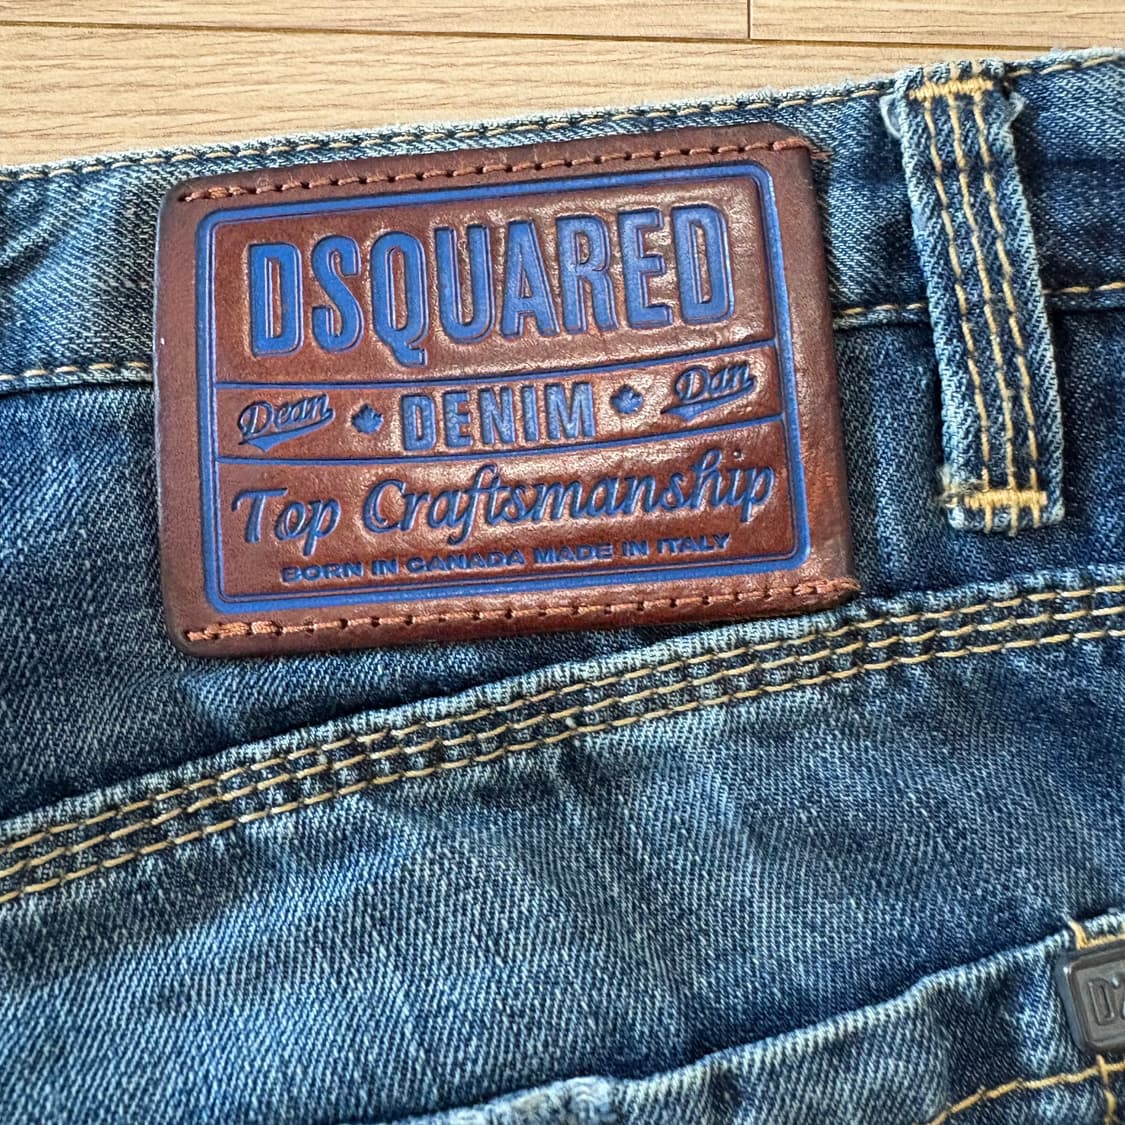 DSQUARED
Dean DENIM Dan
Top Craftsmanship
BORN IN CANADA MADE IN ITALY